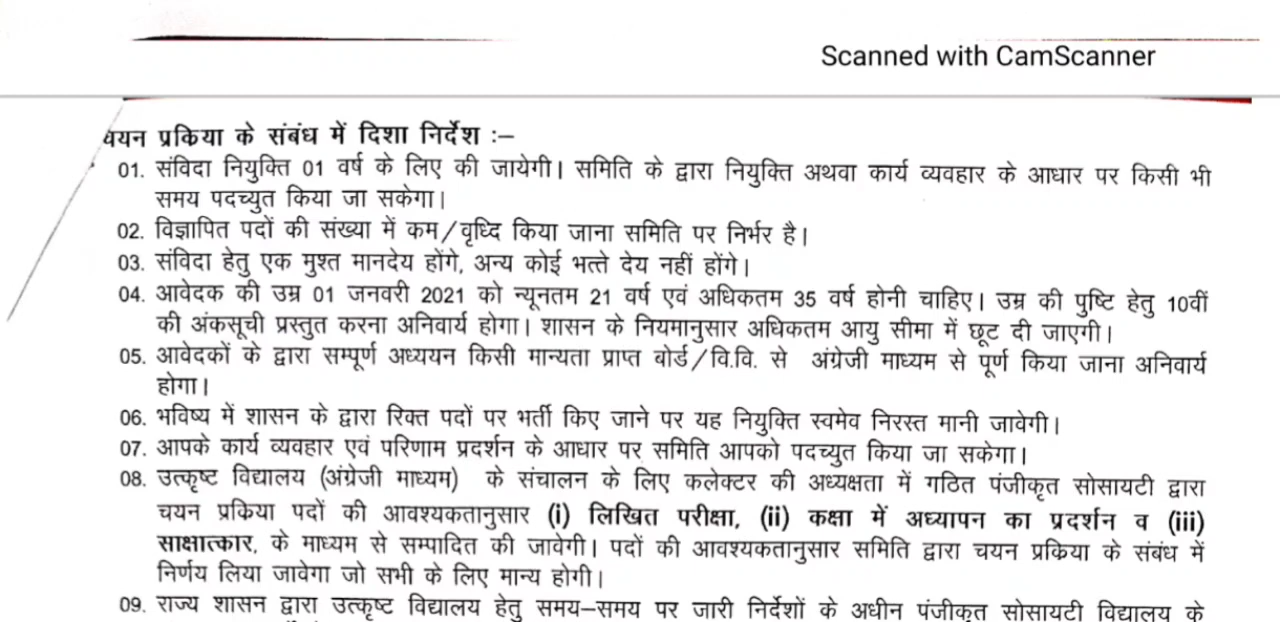 Scanned with CamScanner
चयन प्रकिया के संबंध में दिशा निर्देश :–
01. संविदा नियुक्ति 01 वर्ष के लिए की जायेगी। समिति के द्वारा नियुक्ति अथवा कार्य व्यवहार के आधार पर किसी भी
समय पदच्युत किया जा सकेगा।
02. विज्ञापित पदों की संख्या में कम/वृध्दि किया जाना समिति पर निर्भर है।
03. संविदा हेतु एक मुश्त मानदेय होंगे, अन्य कोई भत्ते देय नहीं होंगे।
04. आवेदक की उम्र 01 जनवरी 2021 को न्यूनतम 21 वर्ष एवं अधिकतम 35 वर्ष होनी चाहिए। उम्र की पुष्टि हेतु 10वीं
की अंकसूची प्रस्तुत करना अनिवार्य होगा। शासन के नियमानुसार अधिकतम आयु सीमा में छूट दी जाएगी।
05. आवेदकों के द्वारा सम्पूर्ण अध्ययन किसी मान्यता प्राप्त बोर्ड/वि.वि. से अंग्रेजी माध्यम से पूर्ण किया जाना अनिवार्य
होगा।
06. भविष्य में शासन के द्वारा रिक्त पदों पर भर्ती किए जाने पर यह नियुक्ति स्वमेव निरस्त मानी जावेगी।
07. आपके कार्य व्यवहार एवं परिणाम प्रदर्शन के आधार पर समिति आपको पदच्युत किया जा सकेगा।
08. उत्कृष्ट विद्यालय (अंग्रेजी माध्यम) के संचालन के लिए कलेक्टर की अध्यक्षता में गठित पंजीकृत सोसायटी द्वारा
चयन प्रकिया पदों की आवश्यकतानुसार (i) लिखित परीक्षा, (ii) कक्षा में अध्यापन का प्रदर्शन व (iii)
साक्षात्कार, के माध्यम से सम्पादित की जावेगी। पदों की आवश्यकतानुसार समिति द्वारा चयन प्रकिया के संबंध में
निर्णय लिया जावेगा जो सभी के लिए मान्य होगी।
09. राज्य शासन द्वारा उत्कृष्ट विद्यालय हेतु समय–समय पर जारी निर्देशों के अधीन पंजीकृत सोसायटी विद्यालय के